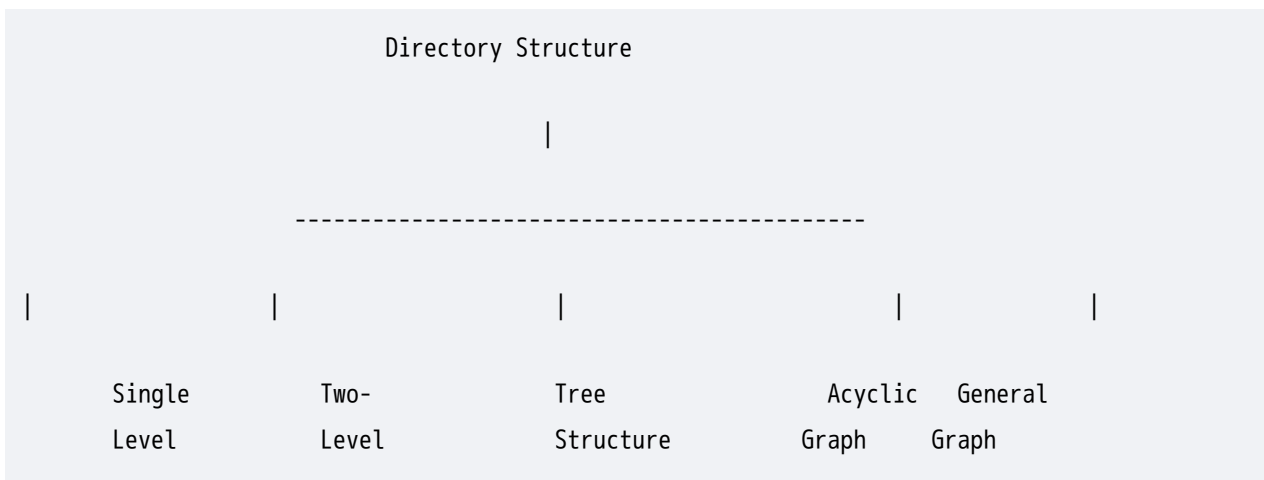 Directory Structure
|
--------------------------------------------
| | | | |
Single Two- Tree Acyclic General
Level Level Structure Graph Graph